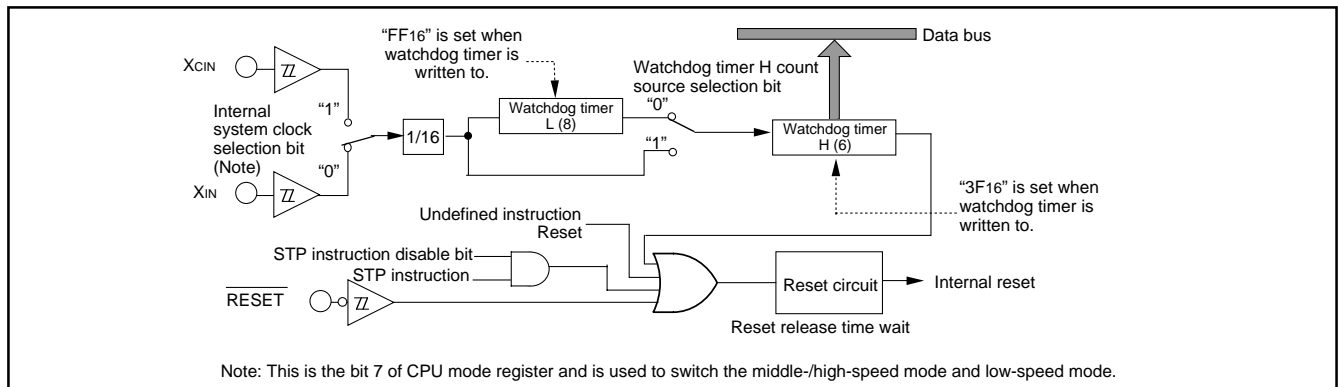 “FF16” is set when
watchdog timer is
written to.
Data bus
XCIN
Watchdog timer H count
source selection bit
“1”
“0”
Internal
system clock
selection bit
(Note)
Watchdog timer
L (8)
1/16
“1”
Watchdog timer
H (6)
“0”
XIN
“3F16” is set when
watchdog timer is
written to.
Undefined instruction
Reset
STP instruction disable bit
STP instruction
RESET
Reset circuit
Internal reset
Reset release time wait
Note: This is the bit 7 of CPU mode register and is used to switch the middle-/high-speed mode and low-speed mode.